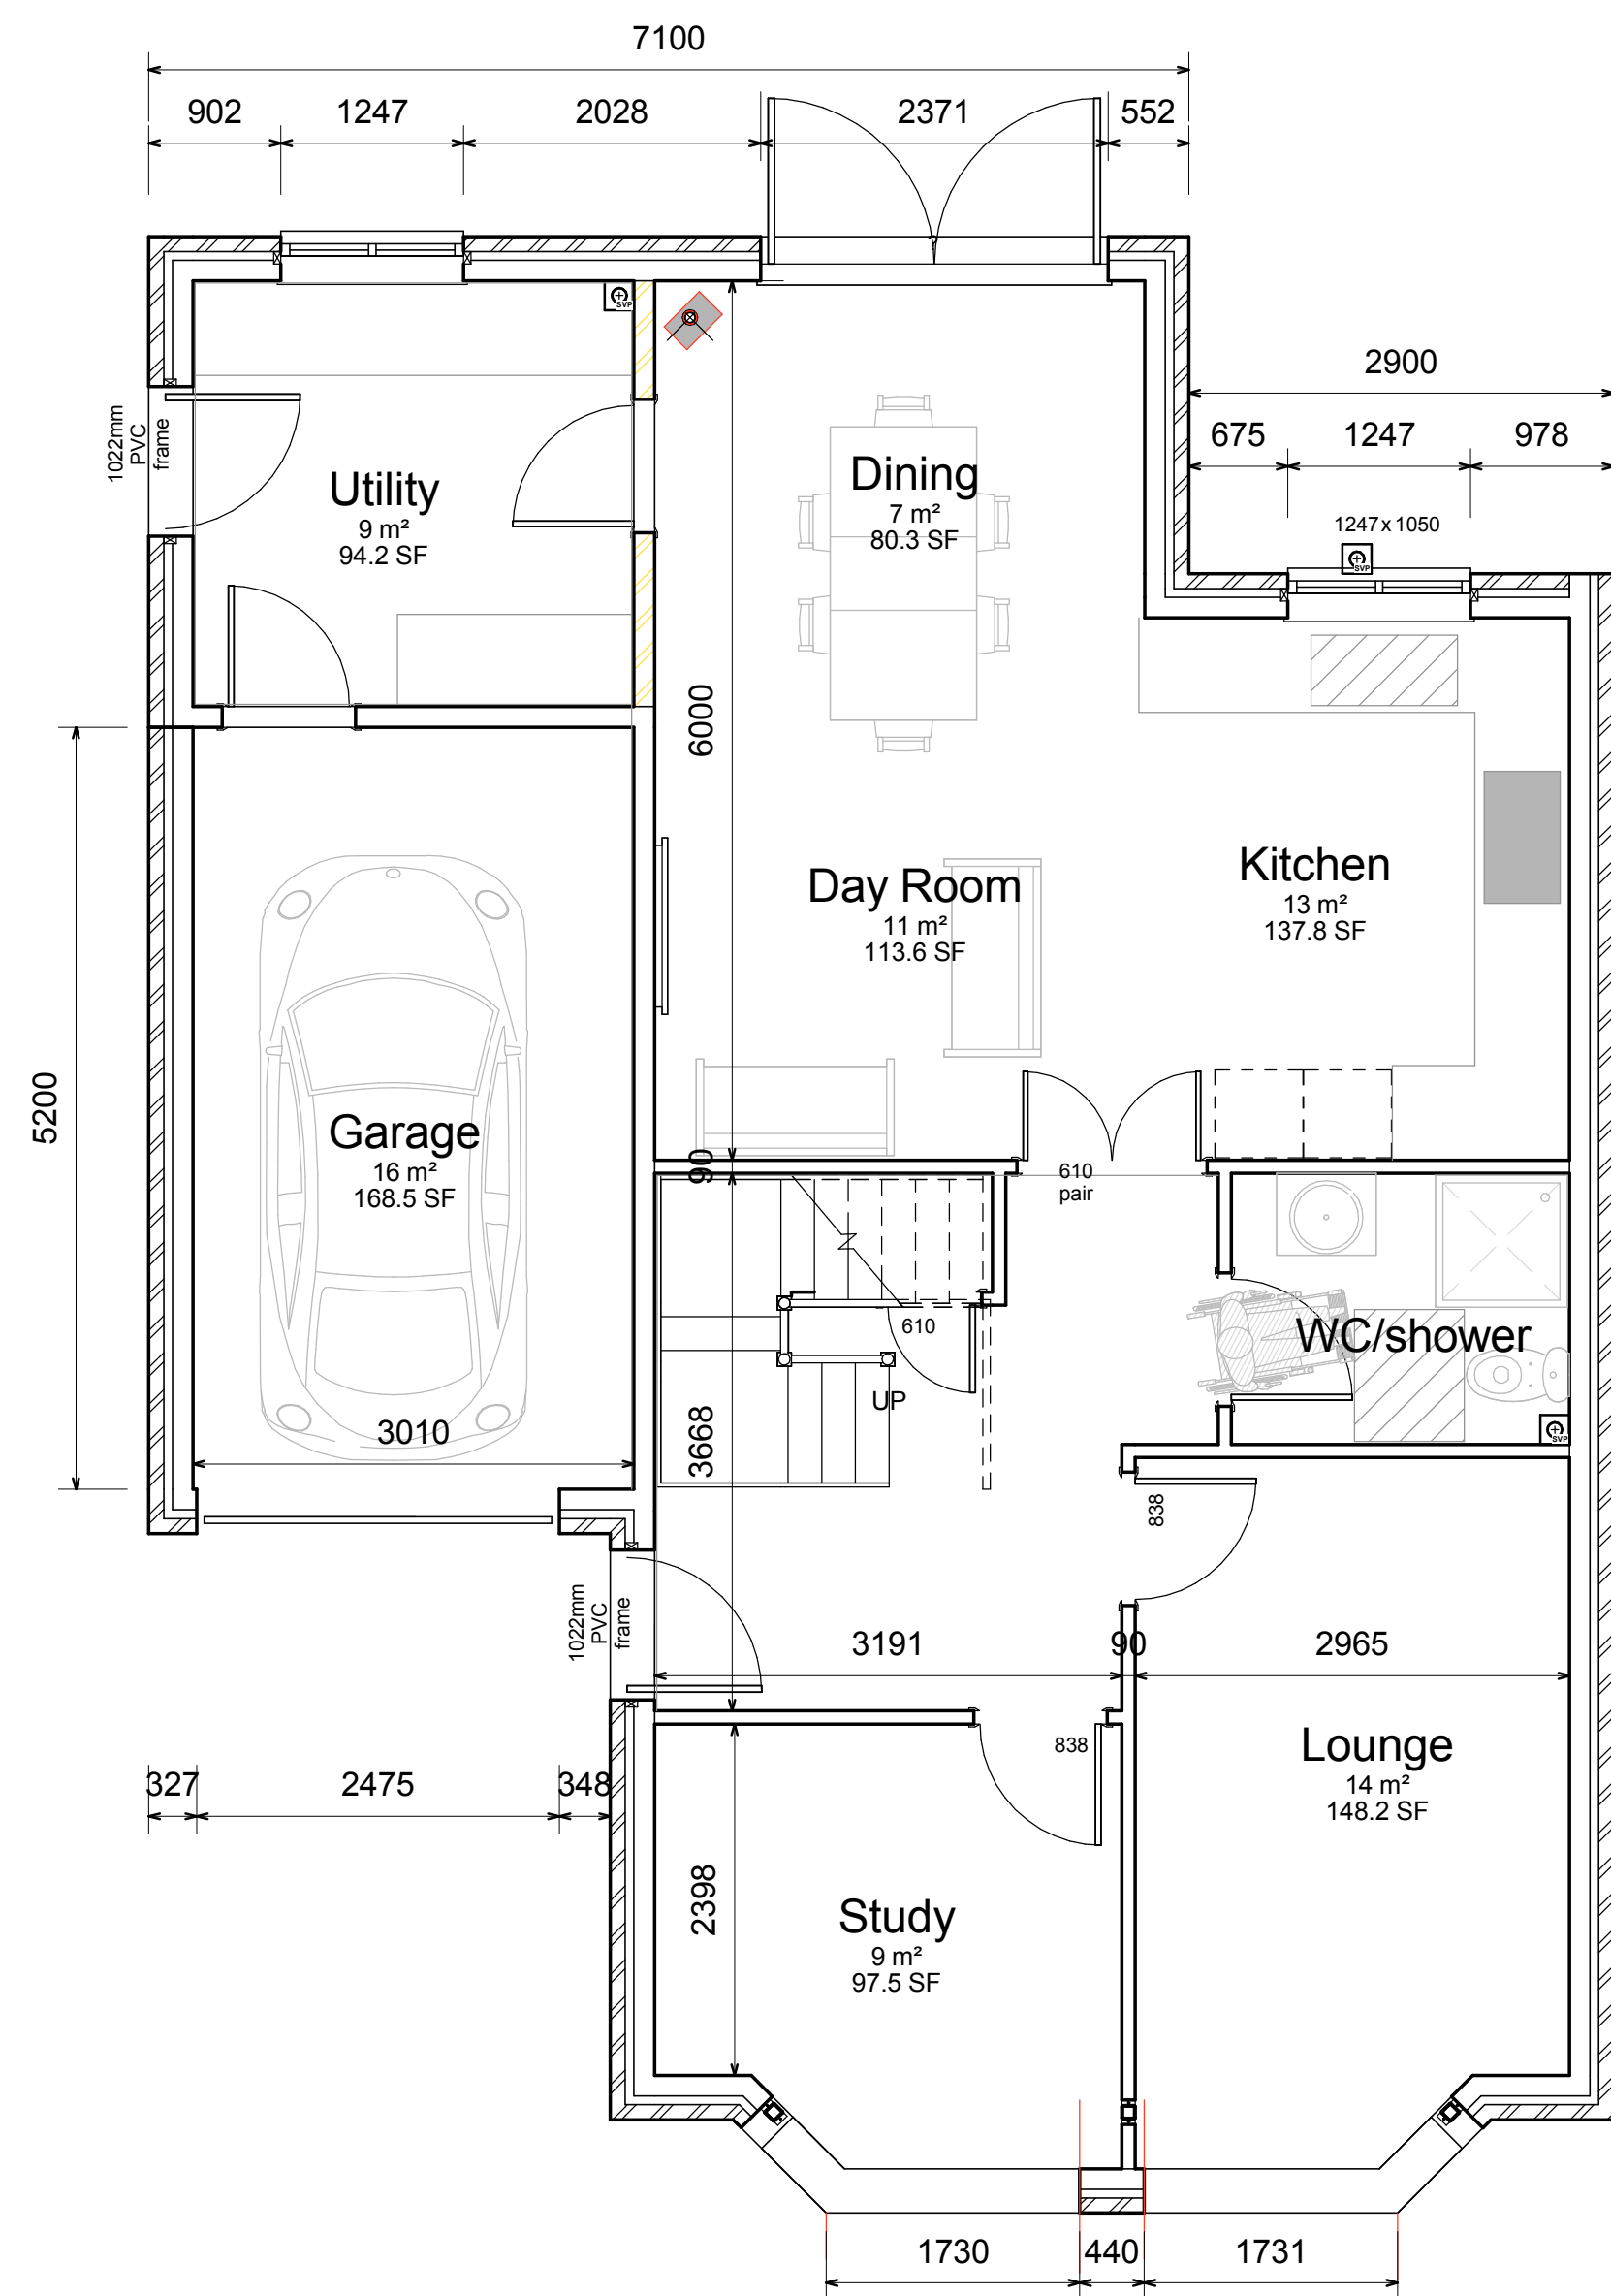 7100
902 1247 2028 2371 552
SVP
2900
675 1247 978
1247 x 1050
SVP
1022mm
PVC
frame
Utility
9 m²
94.2 SF
Dining
7 m²
80.3 SF
6000
Day Room
11 m²
113.6 SF
Kitchen
13 m²
137.8 SF
5200
Garage
16 m²
168.5 SF
3010
90
610
pair
610
UP
3668
WC/shower
SVP
838
1022mm
PVC
frame
3191 90 2965
838
Lounge
14 m²
148.2 SF
327 2475 348
2398
Study
9 m²
97.5 SF
1730 440 1731